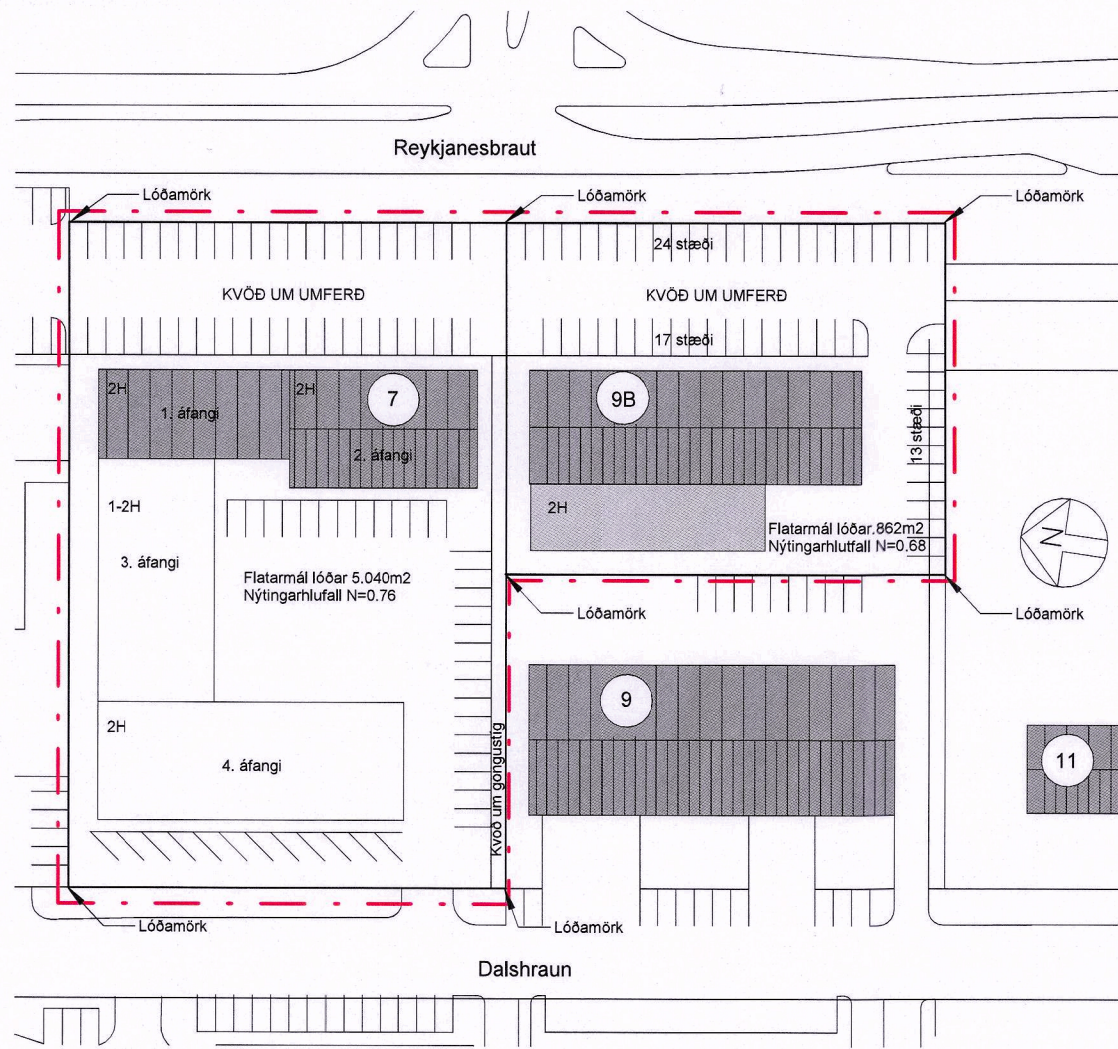 Reykjanesbraut
Lóðamörk
Lóðamörk
Lóðamörk
24 stæði
KVÖÐ UM UMFERÐ
KVÖÐ UM UMFERÐ
17 stæði
2H
1. áfangi
2H
7
2. áfangi
9B
13 stæði
1-2H
3. áfangi
2H
Flatarmál lóðar.862m2
Nýtingarhlutfall N=0.68
N
Flatarmál lóðar 5.040m2
Nýtingarhlufall N=0.76
Lóðamörk
Lóðamörk
9
2H
4. áfangi
Kvöð um göngustíg
11
Lóðamörk
Lóðamörk
Dalshraun